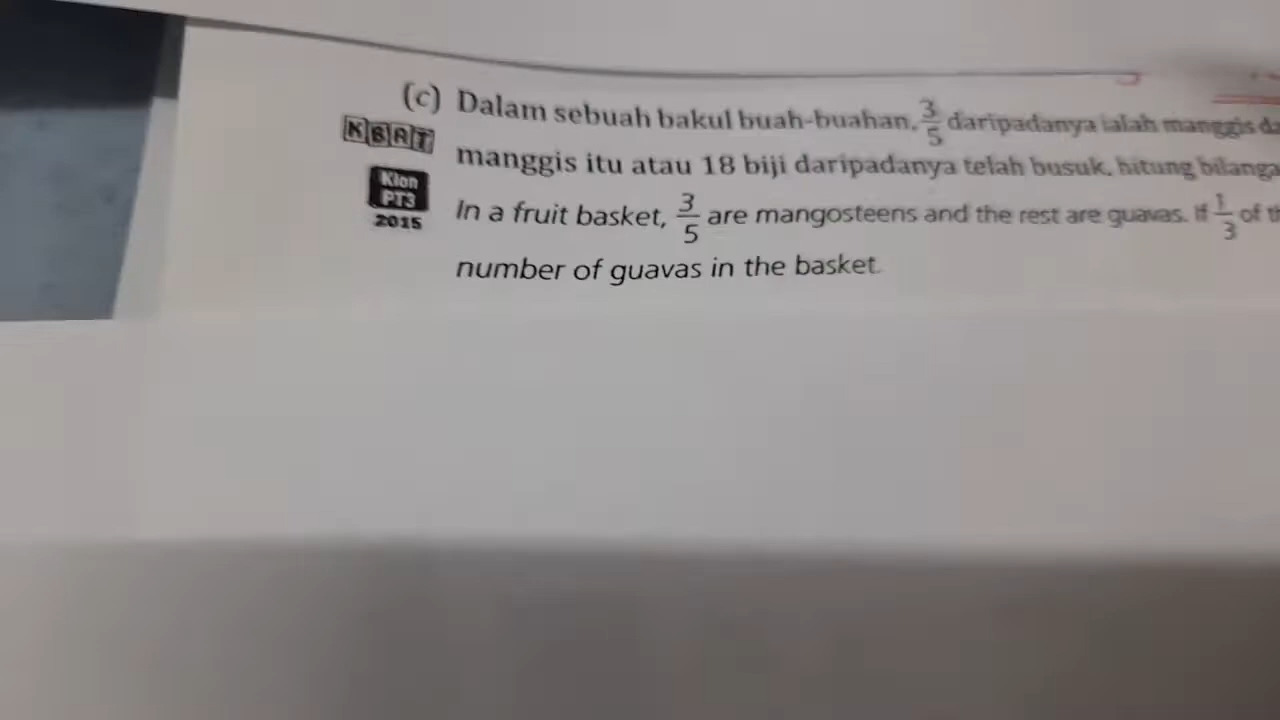 (c) Dalam sebuah bakul buah-buahan, 3/5 daripadanya ialah manggis
KBAT
manggis itu atau 18 biji daripadanya telah busuk, hitung
Klon
PT3
2015
In a fruit basket, 3/5 are mangosteens and the rest are guavas. If 1/3 of
number of guavas in the basket.